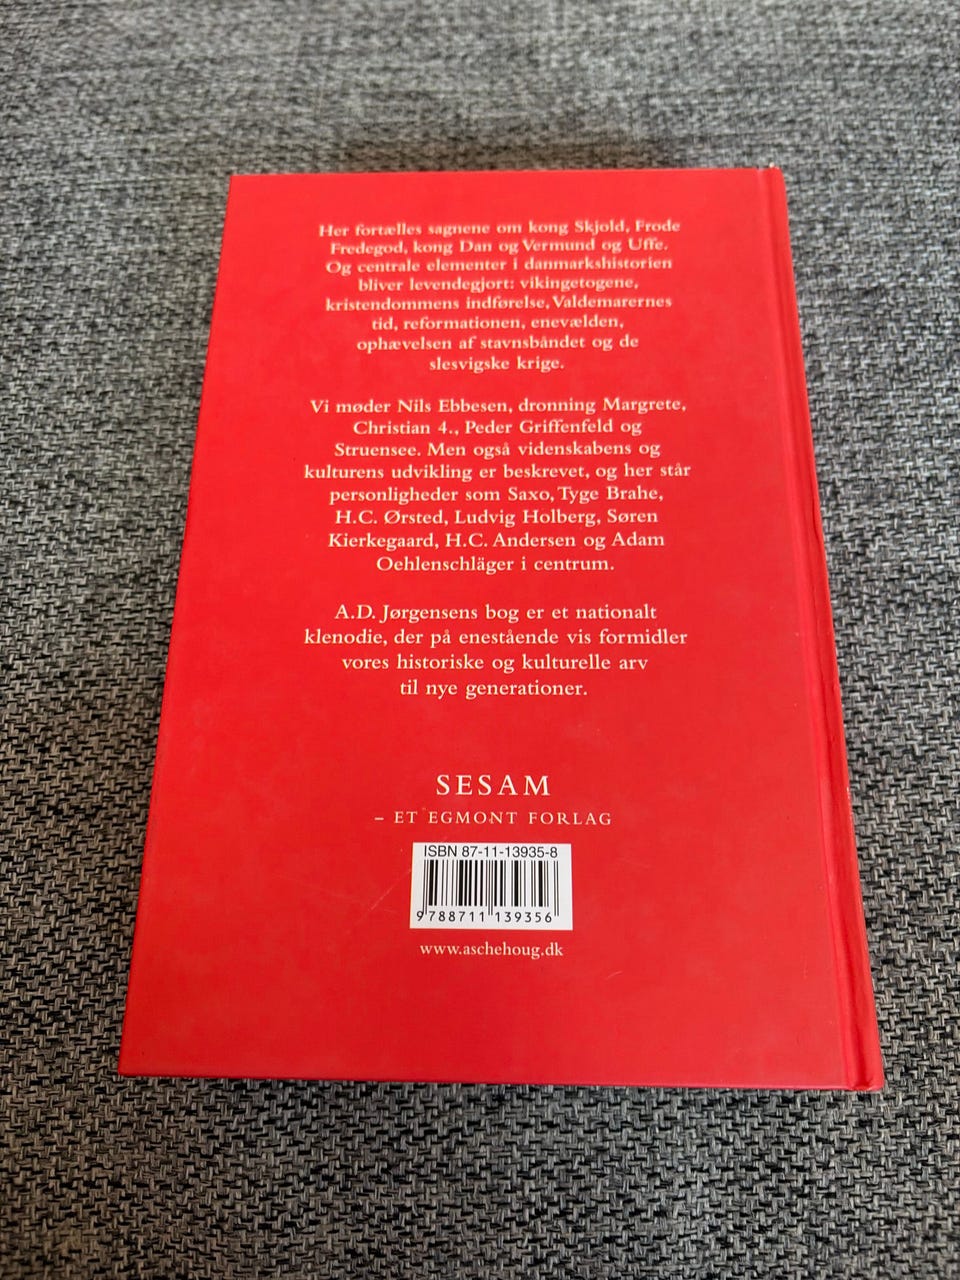 Her fortælles sagnene om kong Skjold, Frode
Fredegod, kong Dan og Vermund og Uffe.
Og centrale elementer i danmarkshistorien
bliver levendegjort: vikingetogene,
kristendommens indførelse, Valdemarernes
tid, reformationen, enevælden,
ophævelsen af stavnsbåndet og de
slesvigske krige.
Vi møder Nils Ebbesen, dronning Margrete,
Christian 4., Peder Griffenfeld og
Struensee. Men også videnskabens og
kulturens udvikling er beskrevet, og her står
personligheder som Saxo, Tyge Brahe,
H.C. Ørsted, Ludvig Holberg, Søren
Kierkegaard, H.C. Andersen og Adam
Oehlenschläger i centrum.
A.D. Jørgensens bog er et nationalt
klenodie, der på enestående vis formidler
vores historiske og kulturelle arv
til nye generationer.
SESAM
– ET EGMONT FORLAG
ISBN 87-11-13935-8
9 788711 139356
www.aschehoug.dk